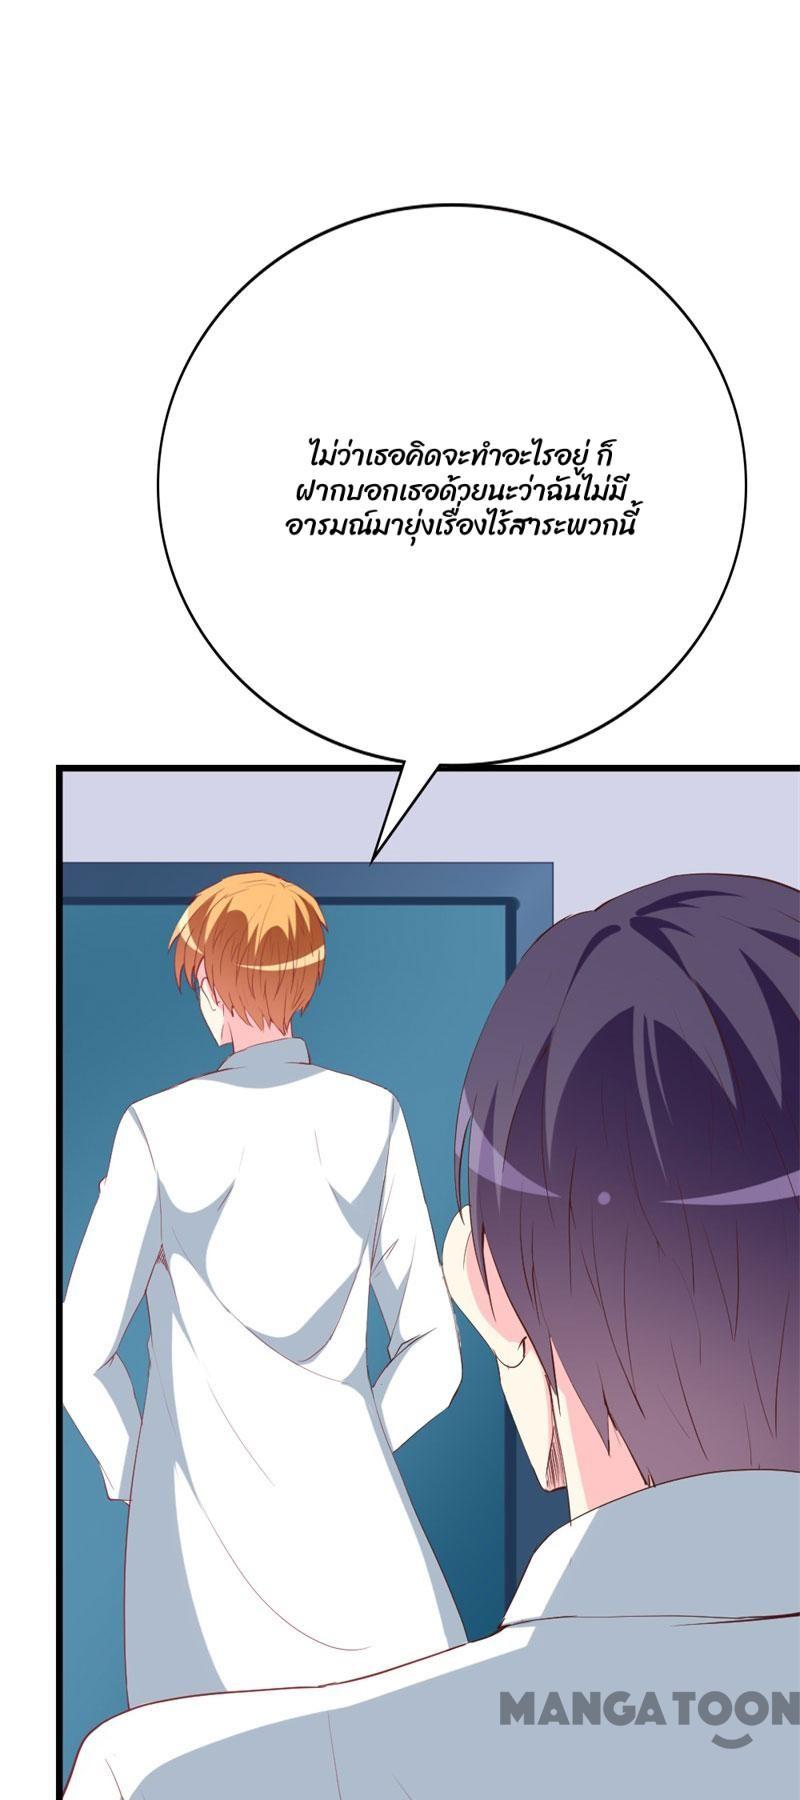 ไม่ว่าเธอคิดจะทำอะไรอยู่ ก็
ฝากบอกเธอด้วยนะว่าฉันไม่มี
อารมณ์มายุ่งเรื่องไร้สาระพวกนี้
MANGA TOON